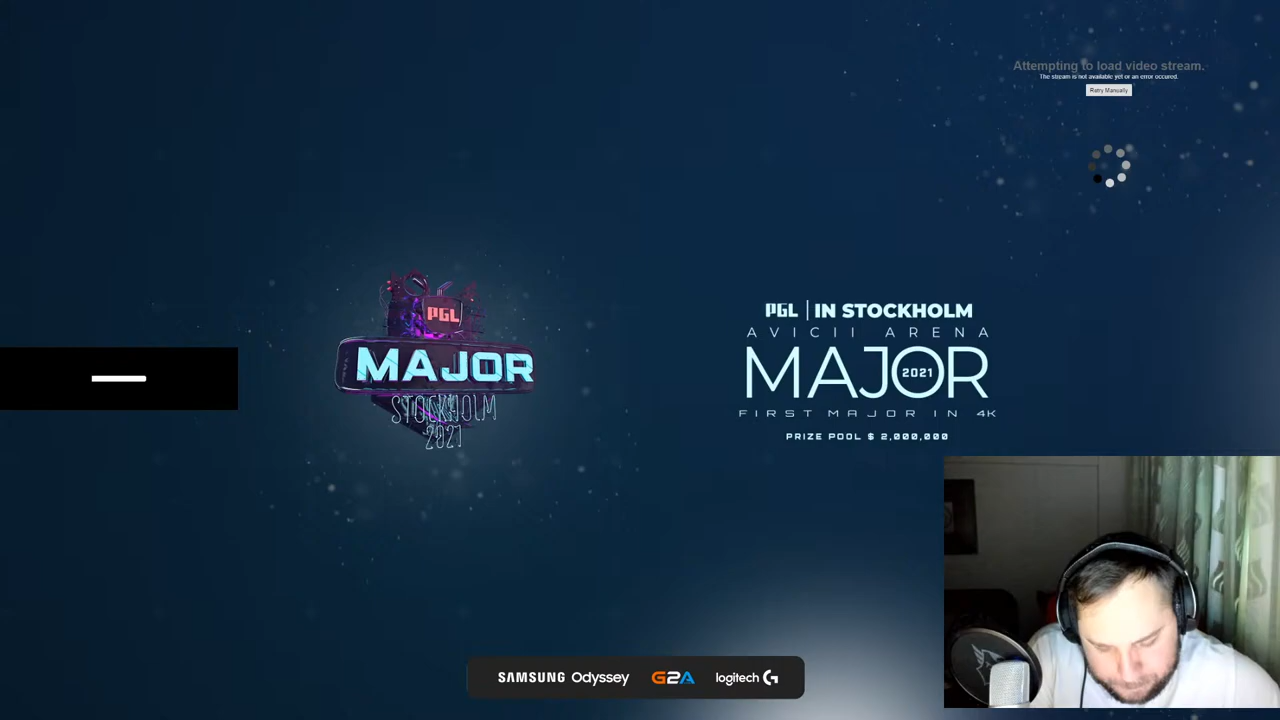 Attempting to load video stream.
The stream is not available yet or an error occured.
Retry Manually
PGL
MAJOR
STOCKHOLM
2021
PGL | IN STOCKHOLM
AVICII ARENA
MAJOR
2021
FIRST MAJOR IN 4K
PRIZE POOL $ 2,000,000
SAMSUNG Odyssey G2A logitech G